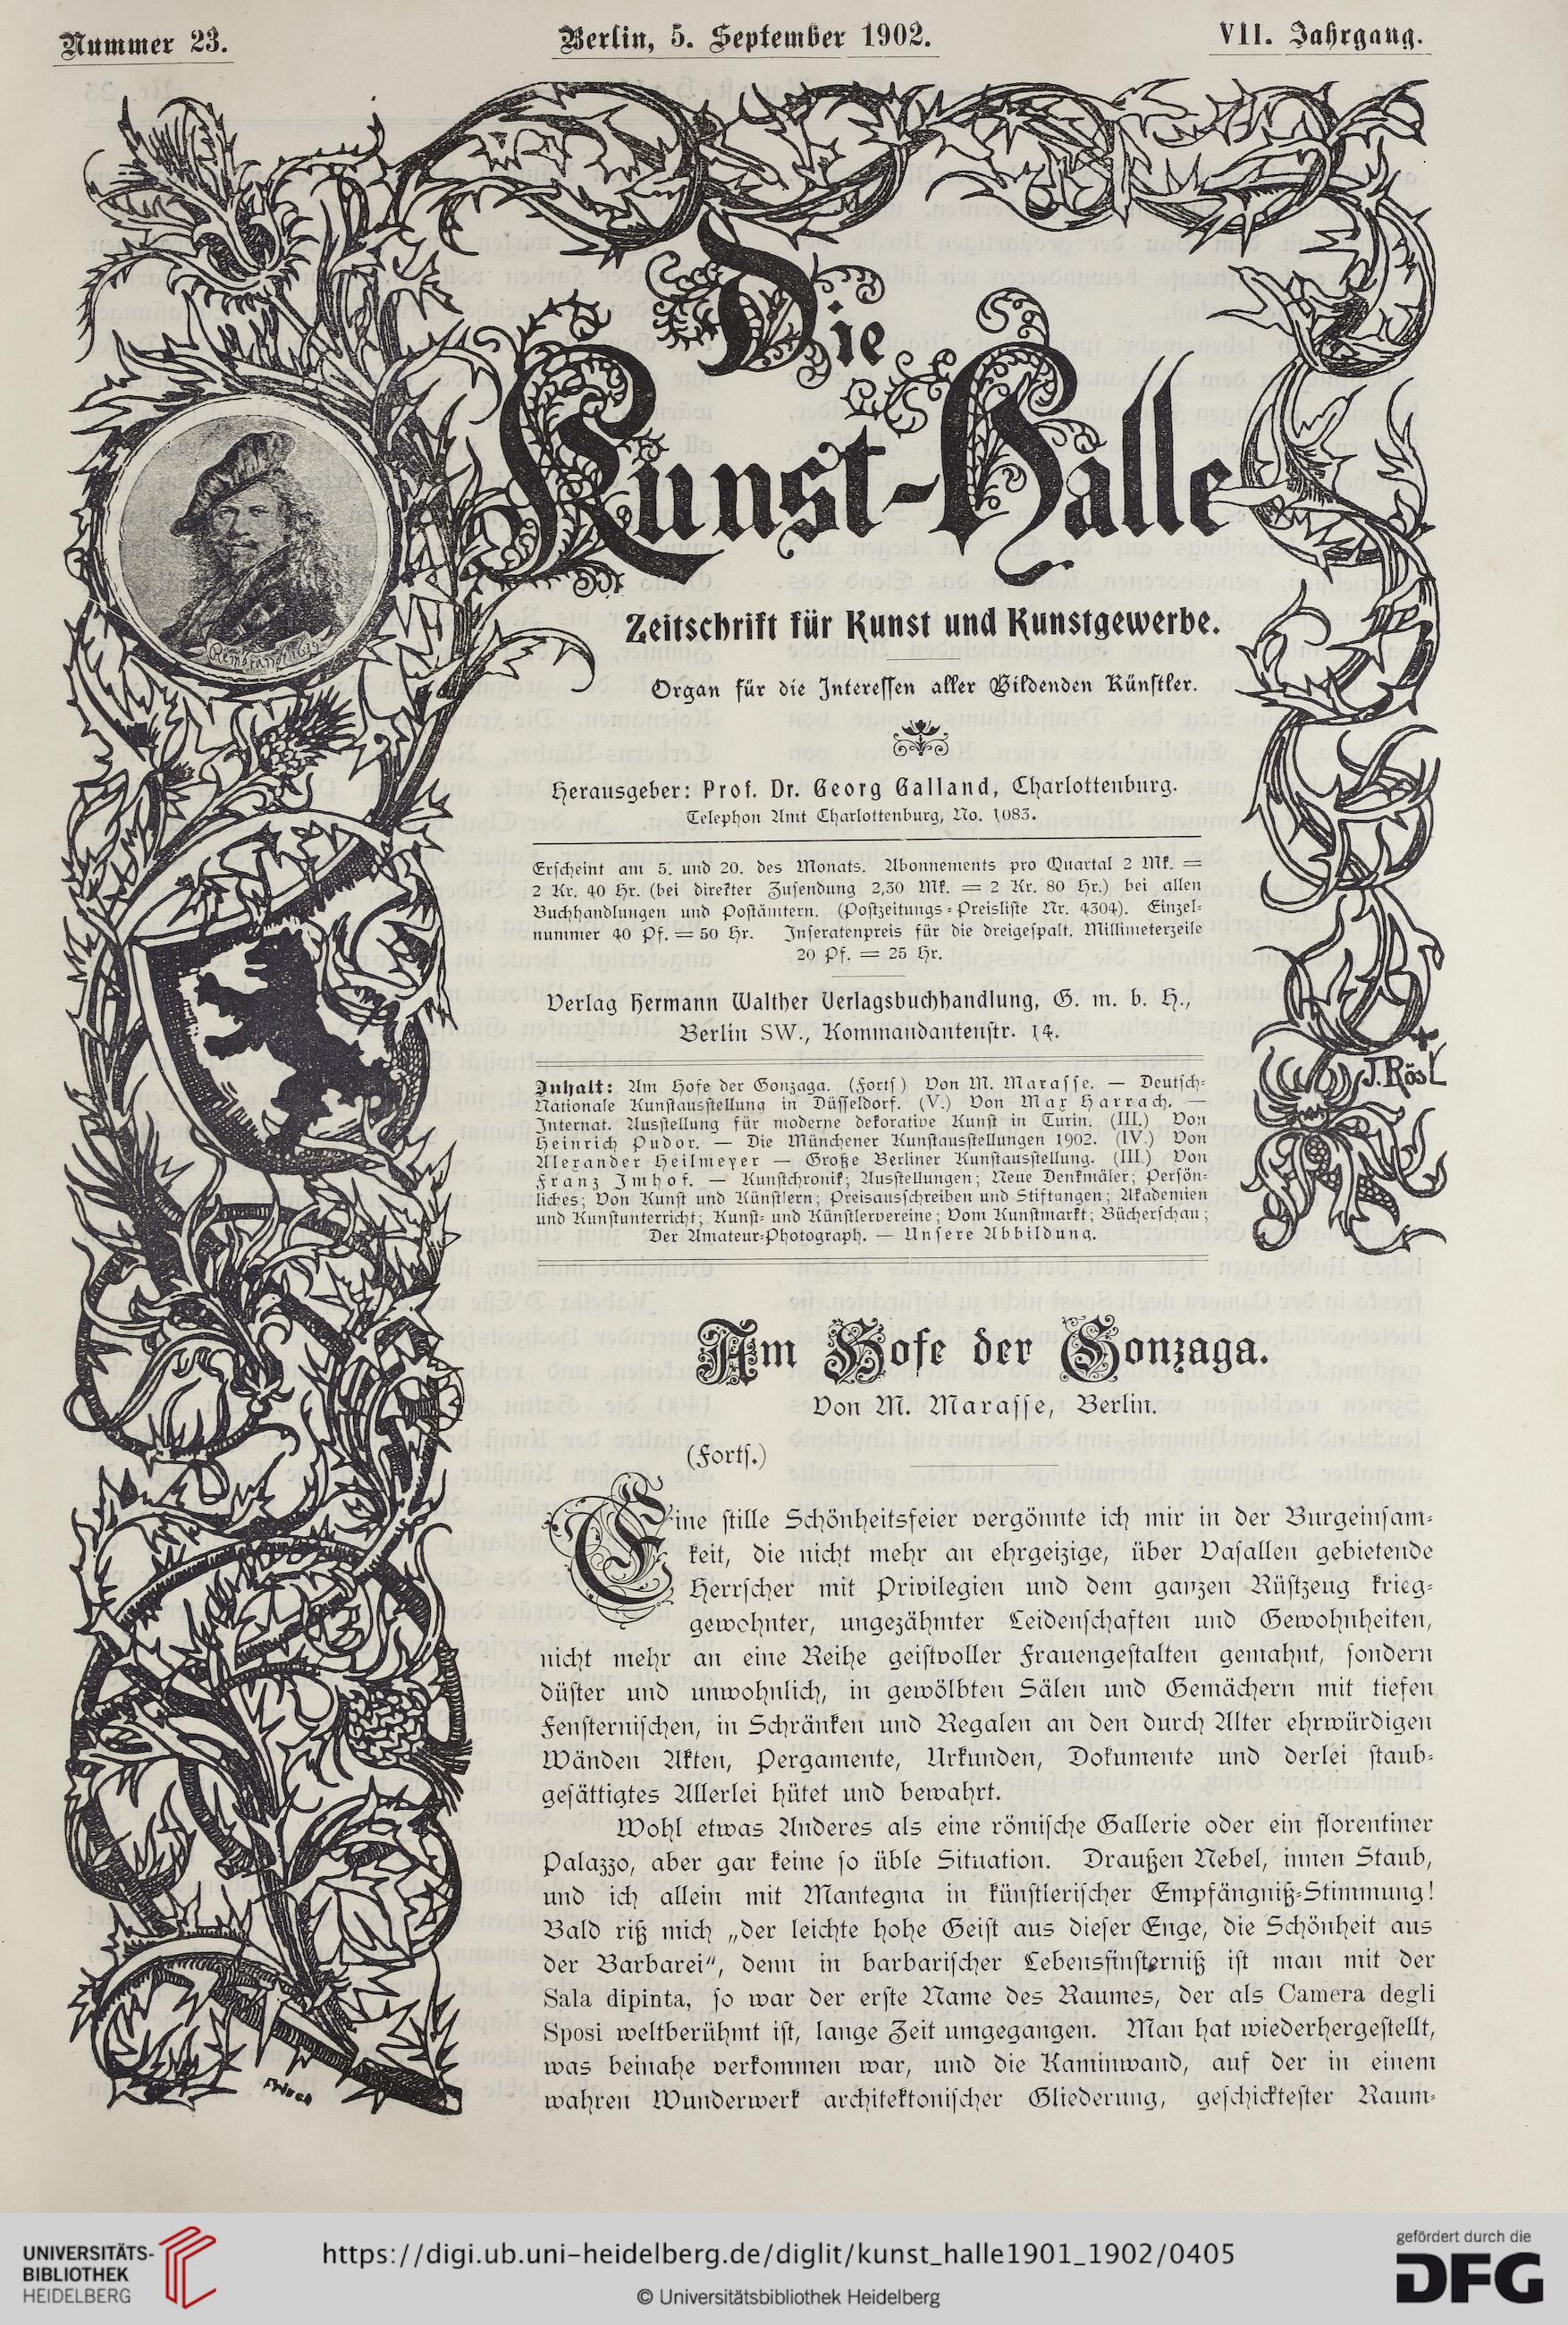 Nummer 23.
Berlin, 5. September 1902.
VII. Jahrgang.
Die
Kunst-Halle
Zeitschrift für Kunst und Kunstgewerbe.
Organ für die Interessen aller Bildenden Künstler.
Herausgeber: Prof. Dr. Georg Galland, Charlottenburg.
Telephon Amt Charlottenburg, No. 1083.
Erscheint am 5. und 20. des Monats. Abonnements pro Quartal 2 Mk. =
2 Kr. 40 Hr. (bei direkter Zusendung 2,30 Mk. = 2 Kr. 80 Hr.) bei allen
Buchhandlungen und Postämtern. (Postzeitungs-Preisliste Nr. 4304). Einzel-
nummer 40 Pf. = 50 Hr. Inseratenpreis für die dreigespalt. Millimeterzeile
20 Pf. = 25 Hr.
Verlag Hermann Walther Verlagsbuchhandlung, G. m. b. H.,
Berlin SW., Kommandantenstr. 14.
Inhalt: Am Hofe der Gonzaga. (Forts) Von M. Marasse. — Deutsch-
Nationale Kunstausstellung in Düsseldorf. (V.) Von Max Harrach. —
Internat. Ausstellung für moderne dekorative Kunst in Turin. (III.) Von
Heinrich Pudor. — Die Münchener Kunstausstellungen 1902. (IV.) Von
Alexander Heilmeyer — Große Berliner Kunstausstellung. (III.) Von
Franz Imhof. — Kunstchronik; Ausstellungen; Neue Denkmäler; Persön-
liches; Von Kunst und Künstlern; Preisausschreiben und Stiftungen; Akademien
und Kunstunterricht; Kunst- und Künstlervereine; Vom Kunstmarkt; Bücherschau;
Der Amateur-Photograph. — Unsere Abbildung.
J. Rösl
Rembrandt
Am Hofe der Gonzaga.
Von M. Marasse, Berlin.
(Forts.)
Eine stille Schönheitsfeier vergönnte ich mir in der Burgeinsam-
keit, die nicht mehr an ehrgeizige, über Vasallen gebietende
Herrscher mit Privilegien und dem ganzen Rüstzeug krieg-
gewohnter, ungezähmter Leidenschaften und Gewohnheiten,
nicht mehr an eine Reihe geistvoller Frauengestalten gemahnt, sondern
düster und unwohnlich, in gewölbten Sälen und Gemächern mit tiefen
Fensternischen, in Schränken und Regalen an den durch Alter ehrwürdigen
Wänden Akten, Pergamente, Urkunden, Dokumente und derlei staub-
gesättigtes Allerlei hütet und bewahrt.
Wohl etwas Anderes als eine römische Gallerie oder ein florentiner
Palazzo, aber gar keine so üble Situation. Draußen Nebel, innen Staub,
und ich allein mit Mantegna in künstlerischer Empfängniß-Stimmung!
Bald riß mich „der leichte hohe Geist aus dieser Enge, die Schönheit aus
der Barbarei“, denn in barbarischer Lebensfinsterniß ist man mit der
Sala dipinta, so war der erste Name des Raumes, der als Camera degli
Sposi weltberühmt ist, lange Zeit umgegangen. Man hat wiederhergestellt,
was beinahe verkommen war, und die Kaminwand, auf der in einem
wahren Wunderwerk architektonischer Gliederung, geschicktester Raum-
UNIVERSITÄTS-
BIBLIOTHEK
HEIDELBERG
https://digi.ub.uni-heidelberg.de/diglit/kunst_halle1901_1902/0405
© Universitätsbibliothek Heidelberg
gefördert durch die
DFG